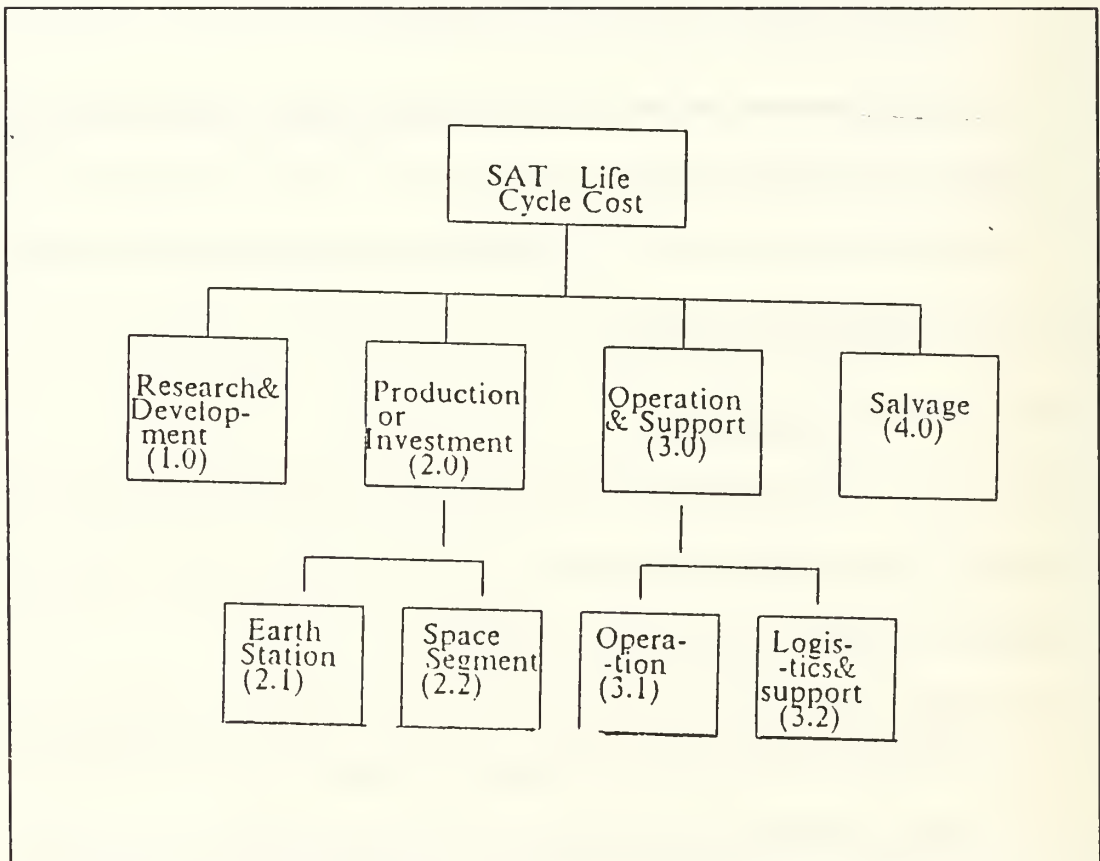 SAT Life
Cycle Cost
Research&
Develop-
ment
(1.0)
Production
or
Investment
(2.0)
Operation
& Support
(3.0)
Salvage
(4.0)
Earth
Station
(2.1)
Space
Segment
(2.2)
Opera-
-tion
(3.1)
Logis-
-tics&
support
(3.2)